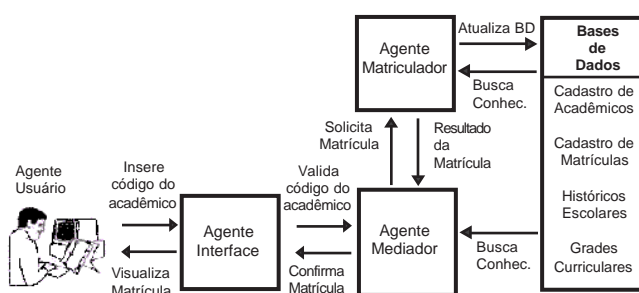 Agente
Matriculador
Atualiza BD
Busca
Conhec.
Bases
de
Dados
Cadastro de
Acadêmicos
Cadastro de
Matrículas
Históricos
Escolares
Grades
Curriculares
Solicita
Matrícula
Resultado
da
Matrícula
Agente
Usuário
Insere
código do
acadêmico
Visualiza
Matrícula
Agente
Interface
Valida
código do
acadêmico
Confirma
Matrícula
Agente
Mediador
Busca
Conhec.